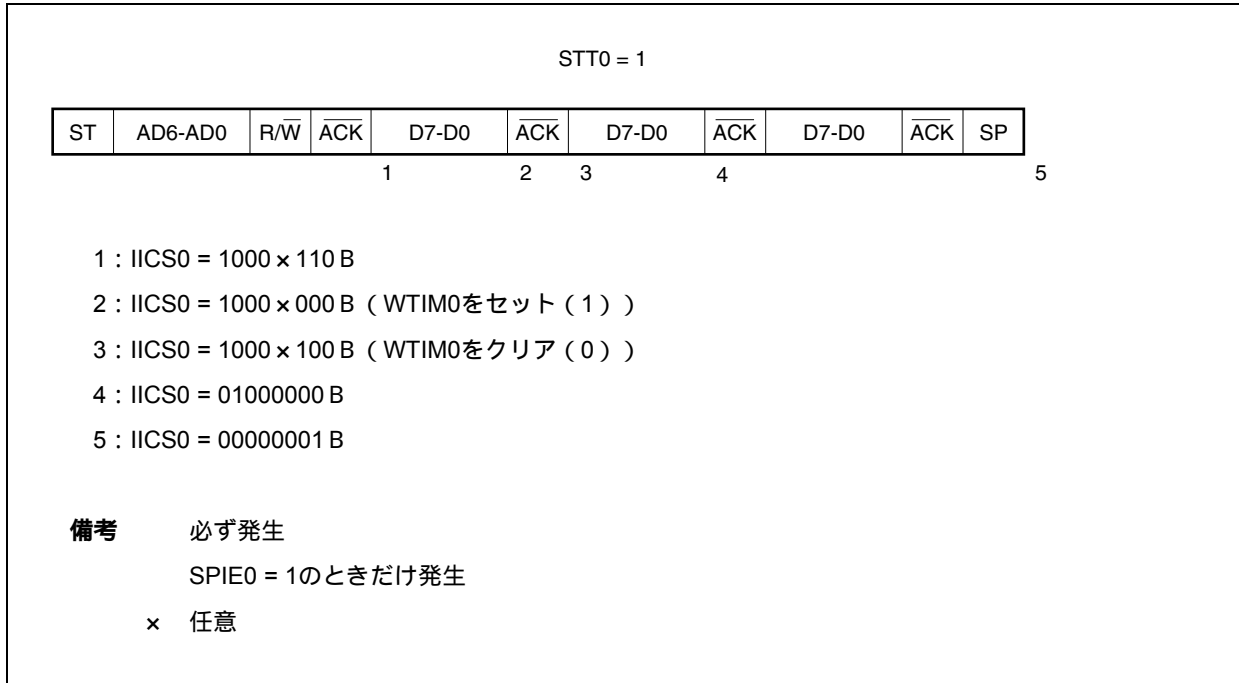 STT0 = 1
ST AD6-AD0 R/W ACK D7-D0 ACK D7-D0 ACK D7-D0 ACK SP
1 2 3 4 5
1 : IICS0 = 1000×110 B
2 : IICS0 = 1000×000 B ( WTIM0をセット ( 1 ) )
3 : IICS0 = 1000×100 B ( WTIM0をクリア ( 0 ) )
4 : IICS0 = 01000000 B
5 : IICS0 = 00000001 B
備考 必ず発生
SPIE0 = 1のときだけ発生
× 任意